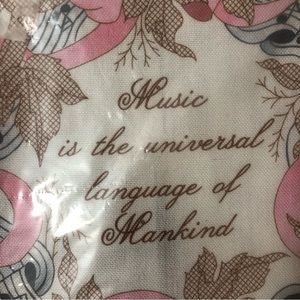 Music
is the universal
language of
Mankind